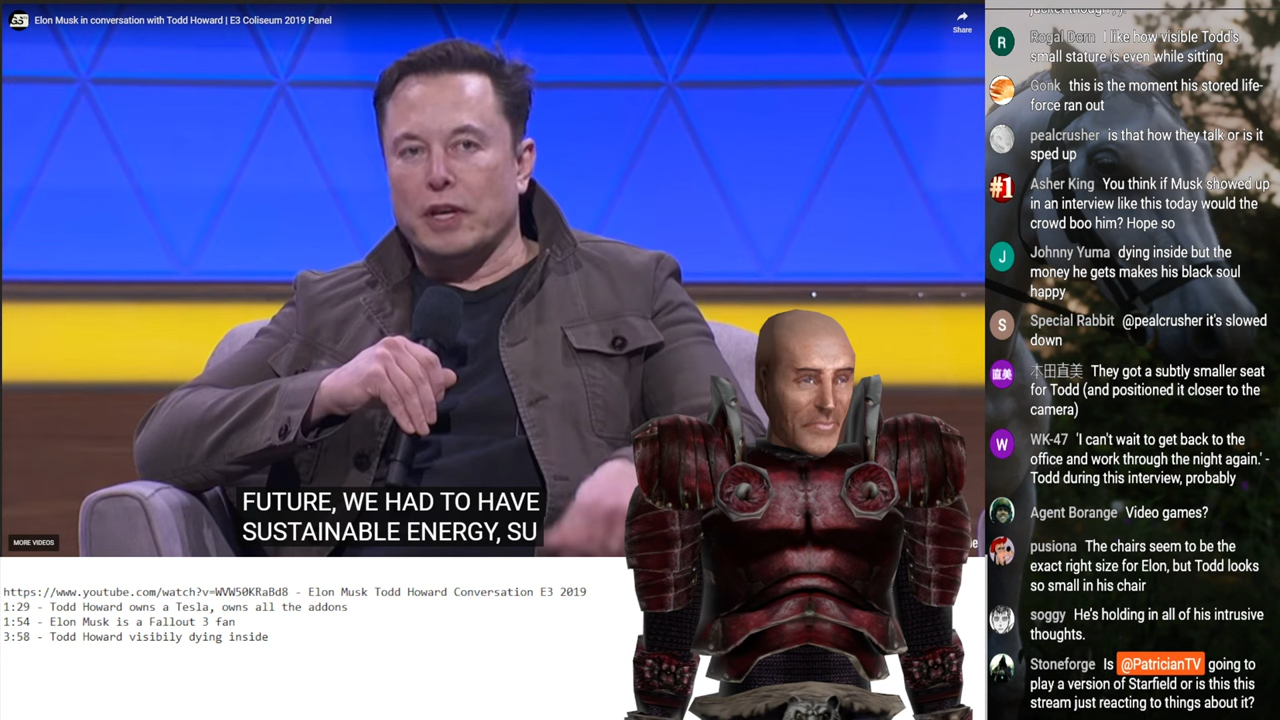 Elon Musk in conversation with Todd Howard | E3 Coliseum 2019 Panel
Share
FUTURE, WE HAD TO HAVE
SUSTAINABLE ENERGY, SU
MORE VIDEOS
https://www.youtube.com/watch?v=WVW50KRaBd8 - Elon Musk Todd Howard Conversation E3 2019
1:29 - Todd Howard owns a Tesla, owns all the addons
1:54 - Elon Musk is a Fallout 3 fan
3:58 - Todd Howard visibily dying inside
Rogal Dorn I like how visible Todd's
small stature is even while sitting
Gonk this is the moment his stored life-
force ran out
pealcrusher is that how they talk or is it
sped up
#1
Asher King You think if Musk showed up
in an interview like this today would the
crowd boo him? Hope so
Johnny Yuma dying inside but the
money he gets makes his black soul
happy
Special Rabbit @pealcrusher it's slowed
down
本田直美 They got a subtly smaller seat
for Todd (and positioned it closer to the
camera)
WK-47 'I can't wait to get back to the
office and work through the night again.' -
Todd during this interview, probably
Agent Borange Video games?
pusiona The chairs seem to be the
exact right size for Elon, but Todd looks
so small in his chair
soggy He's holding in all of his intrusive
thoughts.
Stoneforge Is @PatricianTV going to
play a version of Starfield or is this this
stream just reacting to things about it?